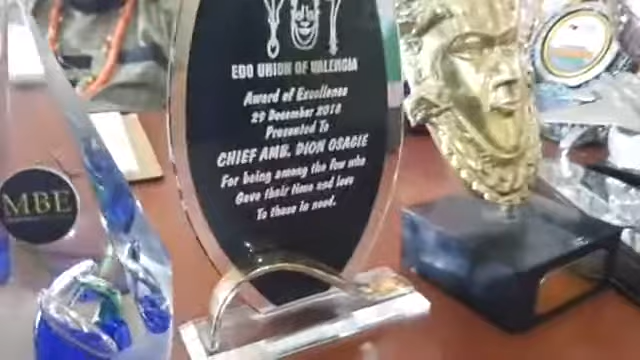 MBE
EDO UNION OF VALENCIA
Award of Excellence
29 December 2018
Presented To
CHIEF AMB. DION OSAGIE
For being among the few who
Gave their time and love
To those in need.